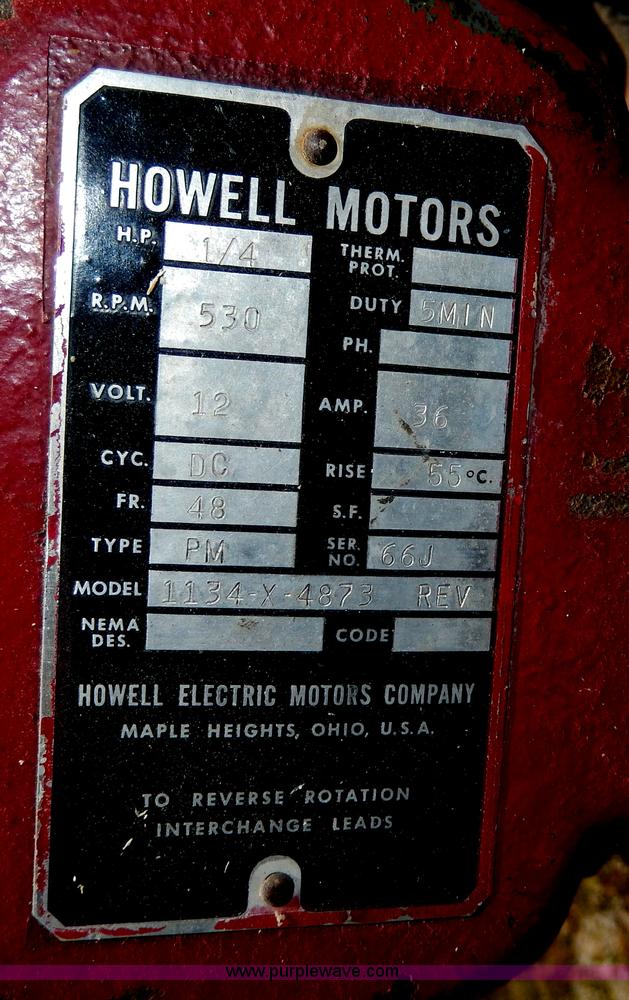 HOWELL MOTORS
H.P. 1/4 THERM. PROT.
R.P.M. 530 DUTY 5MIN
PH.
VOLT. 12 AMP. 36
CYC. DC RISE 55°C.
FR. 48 S.F.
TYPE PM SER. NO. 66J
MODEL 1134-X-4873 REV
NEMA DES. CODE
HOWELL ELECTRIC MOTORS COMPANY
MAPLE HEIGHTS, OHIO, U.S.A.
TO REVERSE ROTATION
INTERCHANGE LEADS
www.purplewave.com